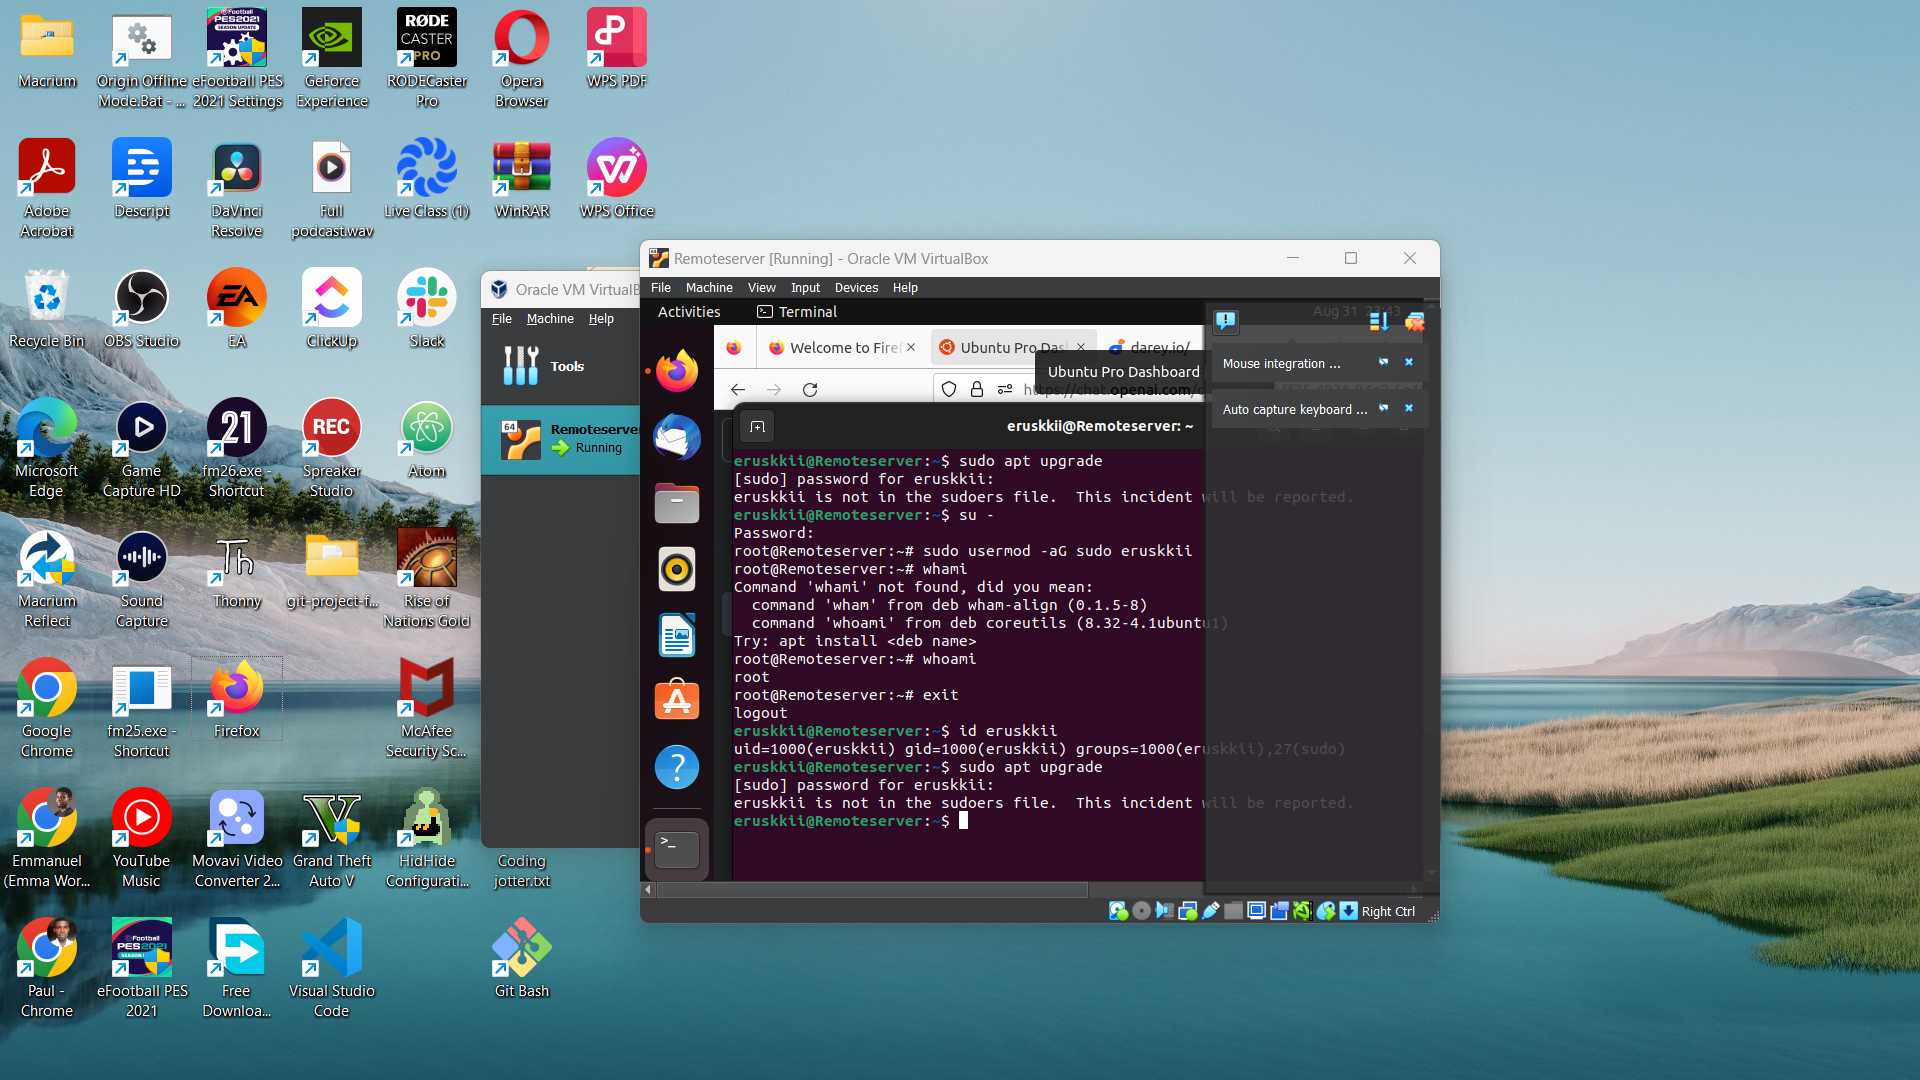 Macrium
Origin Offline
Mode.Bat - ...
eFootball PES
2021 Settings
GeForce
Experience
RODECaster
Pro
Opera
Browser
WPS PDF
Adobe
Acrobat
Descript
DaVinci
Resolve
Full
podcast.wav
Live Class (1)
WinRAR
WPS Office
Recycle Bin
OBS Studio
EA
ClickUp
Slack
Microsoft
Edge
Game
Capture HD
fm26.exe -
Shortcut
Spreaker
Studio
Atom
Macrium
Reflect
Sound
Capture
Thonny
git-project-f...
Rise of
Nations Gold
Google
Chrome
fm25.exe -
Shortcut
Firefox
McAfee
Security Sc...
Emmanuel
(Emma Wor...
YouTube
Music
Movavi Video
Converter 2...
Grand Theft
Auto V
HidHide
Configurati...
Coding
jotter.txt
Paul -
Chrome
eFootball PES
2021
Free
Downloa...
Visual Studio
Code
Git Bash
RØDE
CASTER
PRO
21
REC
Oracle VM VirtualB
File Machine Help
Tools
64
Remoteserver
Running
Remoteserver [Running] - Oracle VM VirtualBox
File Machine View Input Devices Help
Activities
Terminal
Aug 31 23:43
Welcome to Firef
Ubuntu Pro Das
darey.io/
Ubuntu Pro Dashboard
https://chat.openai.com/
Mouse integration ...
Auto capture keyboard ...
eruskkii@Remoteserver: ~
eruskkii@Remoteserver:~$ sudo apt upgrade
[sudo] password for eruskkii:
eruskkii is not in the sudoers file.  This incident will be reported.
eruskkii@Remoteserver:~$ su -
Password:
root@Remoteserver:~# sudo usermod -aG sudo eruskkii
root@Remoteserver:~# whami
Command 'whami' not found, did you mean:
  command 'wham' from deb wham-align (0.1.5-8)
  command 'whoami' from deb coreutils (8.32-4.1ubuntu1)
Try: apt install <deb name>
root@Remoteserver:~# whoami
root
root@Remoteserver:~# exit
logout
eruskkii@Remoteserver:~$ id eruskkii
uid=1000(eruskkii) gid=1000(eruskkii) groups=1000(eruskkii),27(sudo)
eruskkii@Remoteserver:~$ sudo apt upgrade
[sudo] password for eruskkii:
eruskkii is not in the sudoers file.  This incident will be reported.
eruskkii@Remoteserver:~$
Right Ctrl